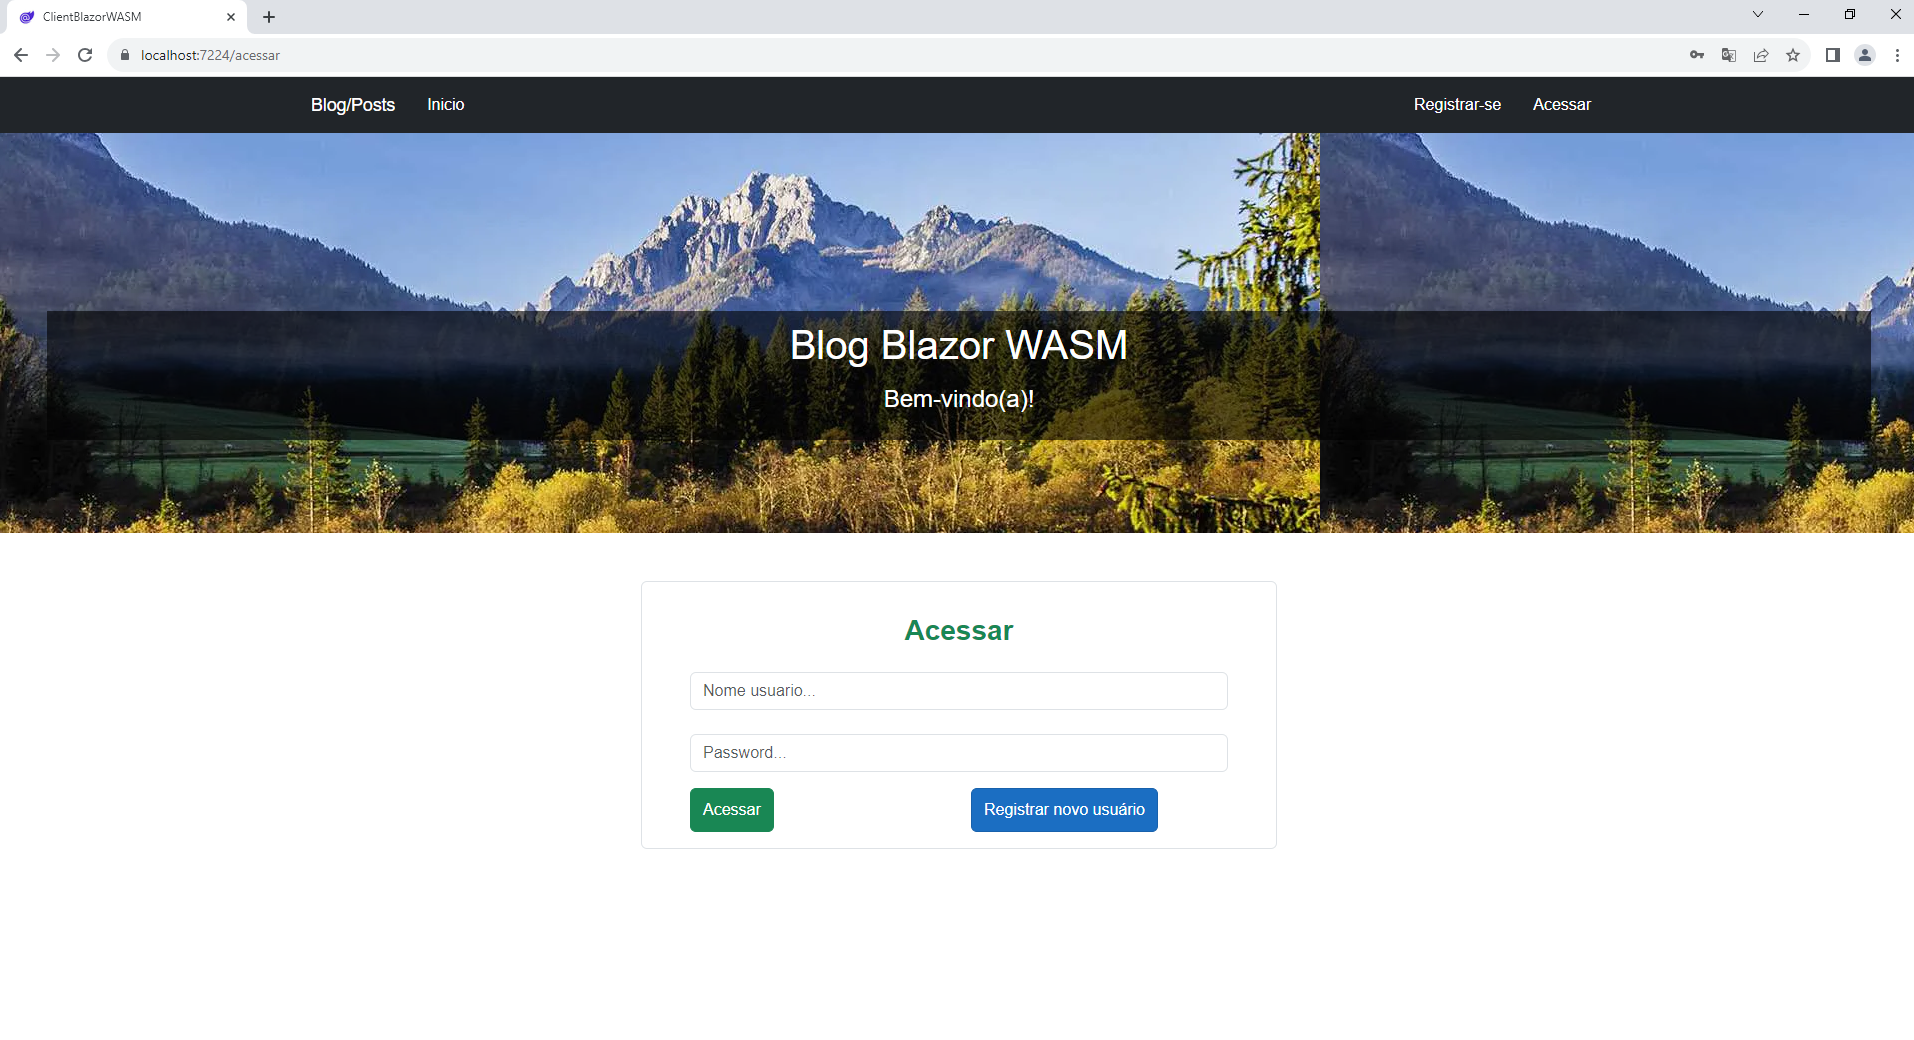 ClientBlazorWASM
localhost:7224/acessar
Blog/Posts Inicio Registrar-se Acessar
Blog Blazor WASM
Bem-vindo(a)!
Acessar
Nome usuario...
Password...
Acessar Registrar novo usuário